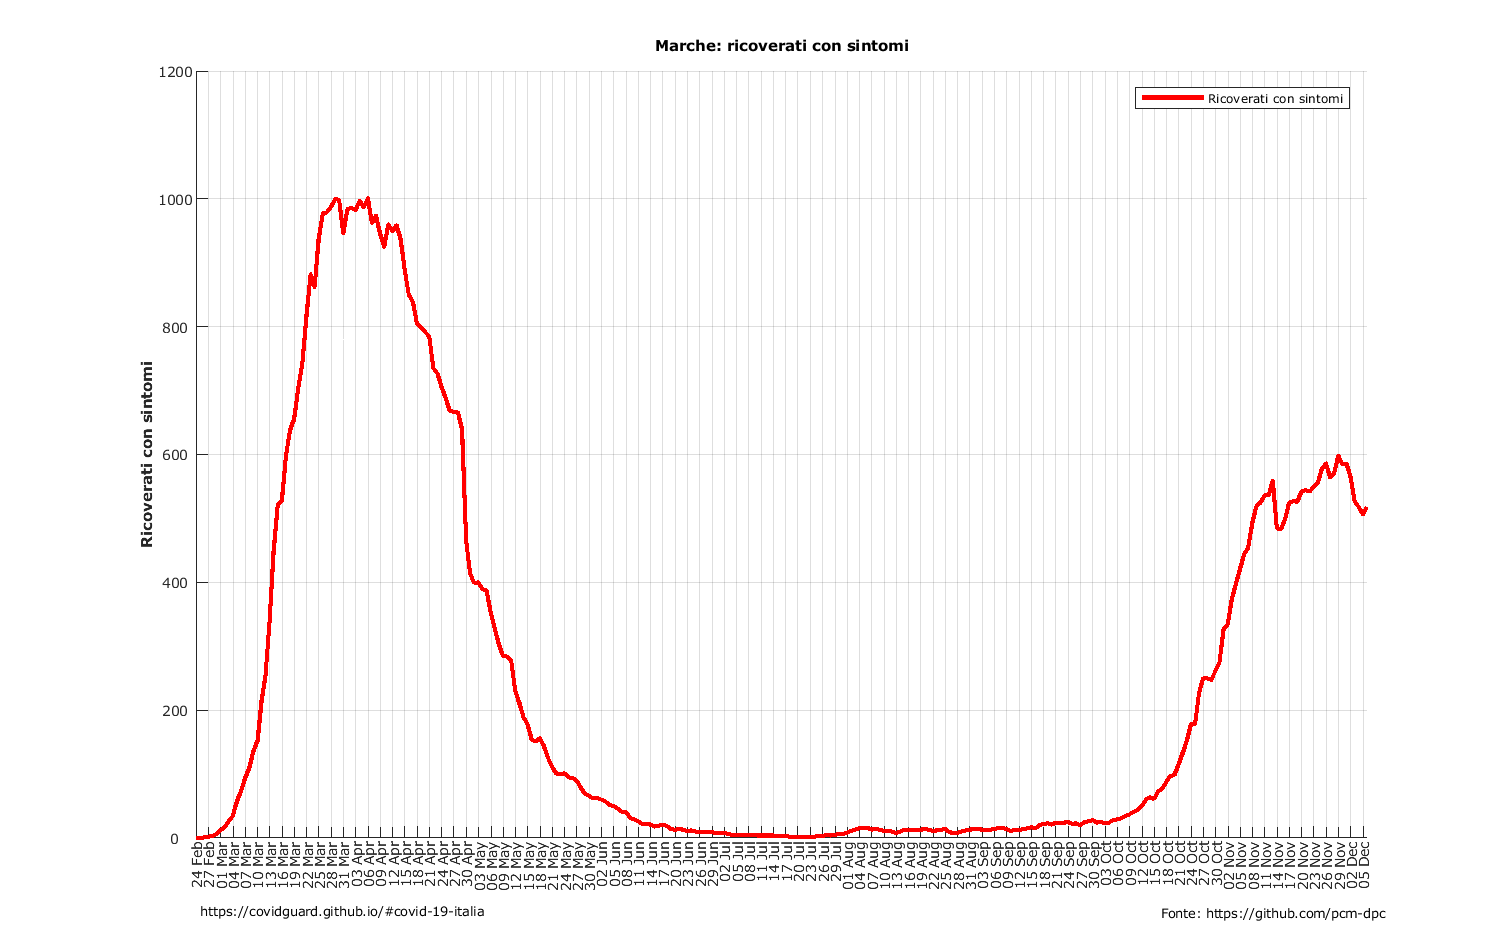 Marche: ricoverati con sintomi
Ricoverati con sintomi
Ricoverati con sintomi
1200
1000
800
600
400
200
0
24 Feb
27 Feb
01 Mar
04 Mar
07 Mar
10 Mar
13 Mar
16 Mar
19 Mar
22 Mar
25 Mar
28 Mar
31 Mar
03 Apr
06 Apr
09 Apr
12 Apr
15 Apr
18 Apr
21 Apr
24 Apr
27 Apr
30 Apr
03 May
06 May
09 May
12 May
15 May
18 May
21 May
24 May
27 May
30 May
02 Jun
05 Jun
08 Jun
11 Jun
14 Jun
17 Jun
20 Jun
23 Jun
26 Jun
29 Jun
02 Jul
05 Jul
08 Jul
11 Jul
14 Jul
17 Jul
20 Jul
23 Jul
26 Jul
29 Jul
01 Aug
04 Aug
07 Aug
10 Aug
13 Aug
16 Aug
19 Aug
22 Aug
25 Aug
28 Aug
31 Aug
03 Sep
06 Sep
09 Sep
12 Sep
15 Sep
18 Sep
21 Sep
24 Sep
27 Sep
30 Sep
03 Oct
06 Oct
09 Oct
12 Oct
15 Oct
18 Oct
21 Oct
24 Oct
27 Oct
30 Oct
02 Nov
05 Nov
08 Nov
11 Nov
14 Nov
17 Nov
20 Nov
23 Nov
26 Nov
29 Nov
02 Dec
05 Dec
https://covidguard.github.io/#covid-19-italia
Fonte: https://github.com/pcm-dpc